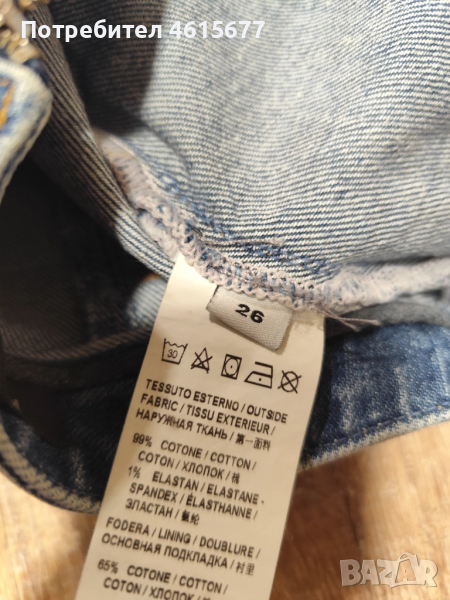 Потребител 4615677
26
30
TESSUTO ESTERNO / OUTSIDE
FABRIC / TISSU EXTERIEUR /
НАРУЖНАЯ ТКАНЬ / 第一面料
99% COTONE / COTTON /
COTON / ХЛОПОК / 棉
1% ELASTAN / ELASTANE -
SPANDEX / ÉLASTHANNE /
ЭЛАСТАН / 氨纶
FODERA / LINING / DOUBLURE /
ОСНОВНАЯ ПОДКЛАДКА / 衬里
65% COTONE / COTTON /
COTON / ХЛОПОК /
BAZAR